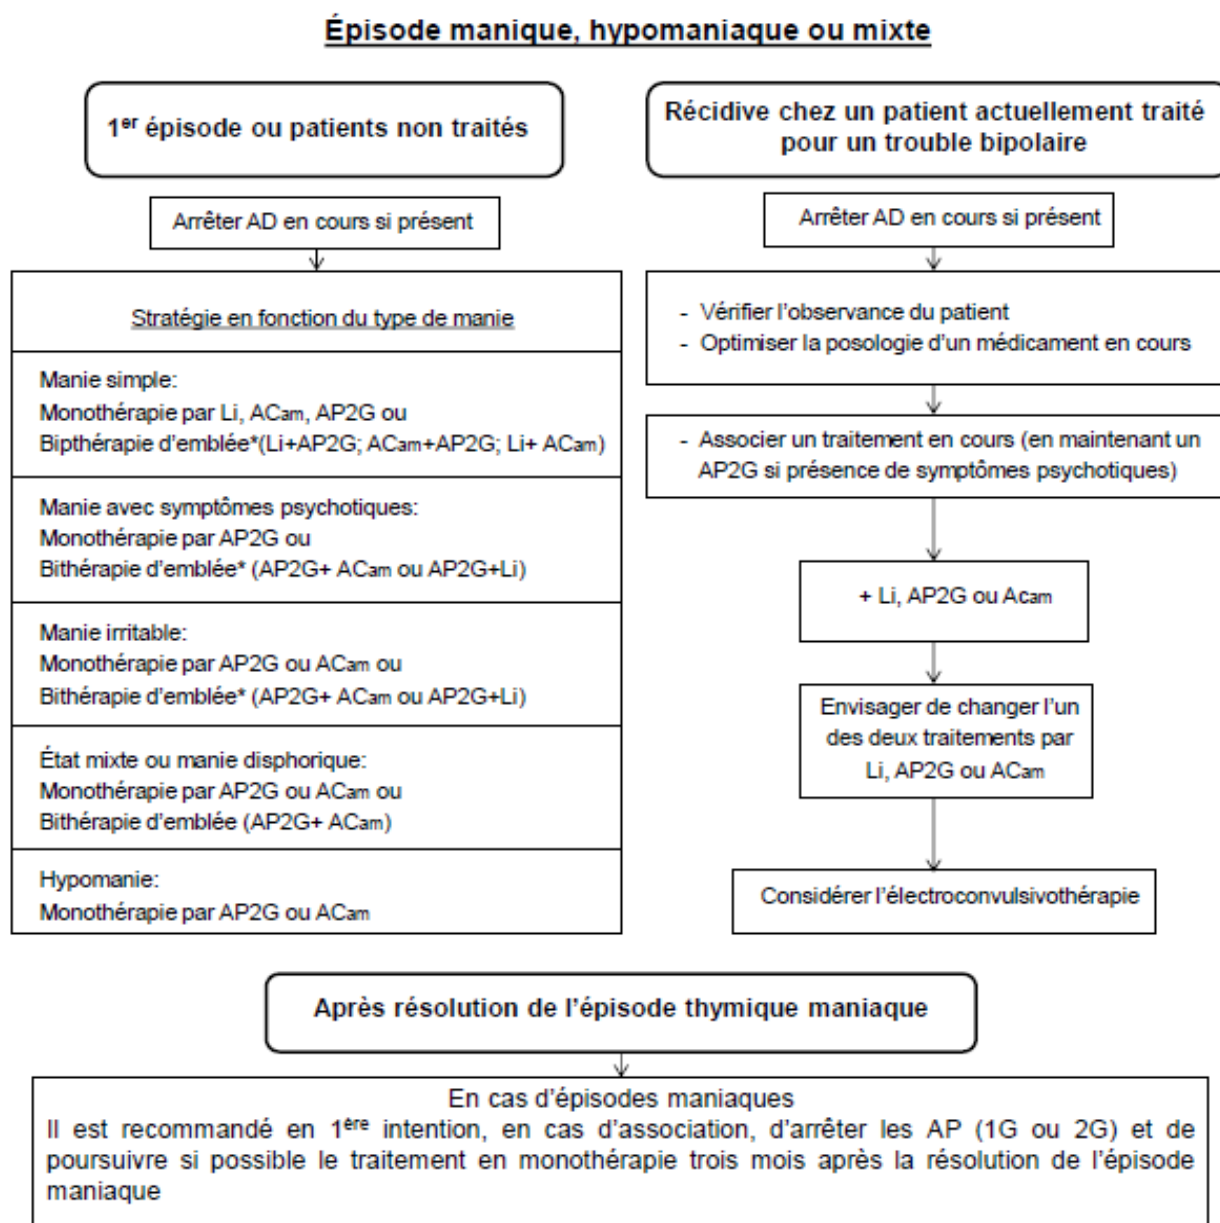 Épisode manique, hypomaniaque ou mixte
1er épisode ou patients non traités
Arrêter AD en cours si présent
Stratégie en fonction du type de manie
Manie simple:
Monothérapie par Li, ACam, AP2G ou
Bipthérapie d'emblée*(Li+AP2G; ACam+AP2G; Li+ ACam)
Manie avec symptômes psychotiques:
Monothérapie par AP2G ou
Bithérapie d'emblée* (AP2G+ ACam ou AP2G+Li)
Manie irritable:
Monothérapie par AP2G ou ACam ou
Bithérapie d'emblée* (AP2G+ ACam ou AP2G+Li)
État mixte ou manie disphorique:
Monothérapie par AP2G ou ACam ou
Bithérapie d'emblée (AP2G+ ACam)
Hypomanie:
Monothérapie par AP2G ou ACam
Récidive chez un patient actuellement traité
pour un trouble bipolaire
Arrêter AD en cours si présent
- Vérifier l'observance du patient
- Optimiser la posologie d'un médicament en cours
- Associer un traitement en cours (en maintenant un
AP2G si présence de symptômes psychotiques)
+ Li, AP2G ou Acam
Envisager de changer l'un
des deux traitements par
Li, AP2G ou ACam
Considérer l'électroconvulsivothérapie
Après résolution de l'épisode thymique maniaque
En cas d'épisodes maniaques
Il est recommandé en 1ère intention, en cas d'association, d'arrêter les AP (1G ou 2G) et de
poursuivre si possible le traitement en monothérapie trois mois après la résolution de l'épisode
maniaque